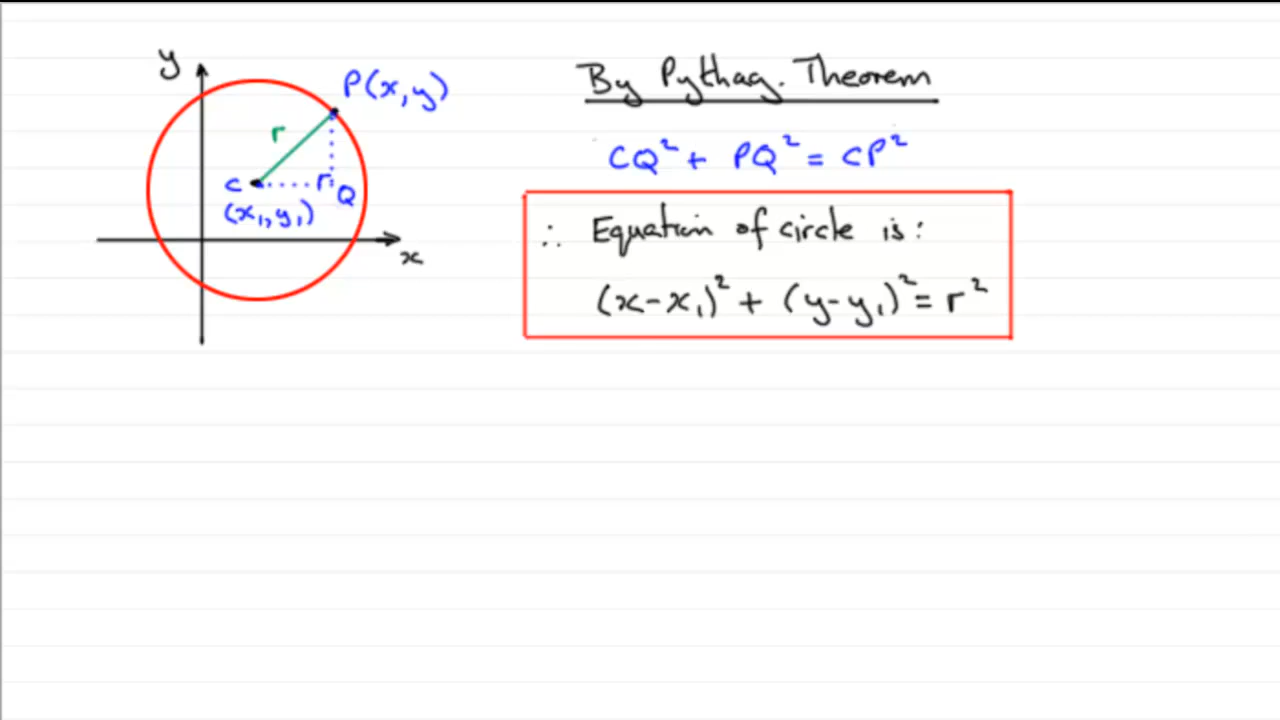 y
P(x,y)
r
C
Q
(x₁,y₁)
x
By Pythag. Theorem
CQ² + PQ² = CP²
∴ Equation of circle is:
(x-x₁)² + (y-y₁)² = r²